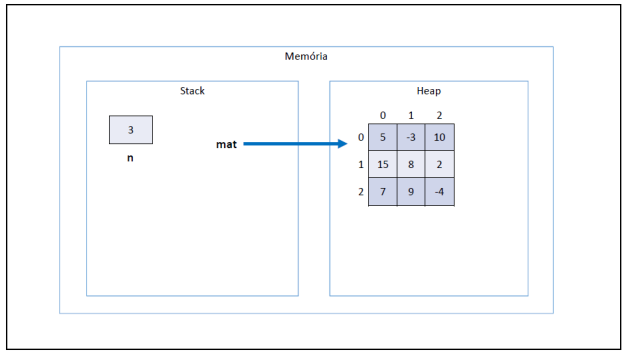 Memória
Stack
Heap
3
n
mat
0 1 2
0 5 -3 10
1 15 8 2
2 7 9 -4